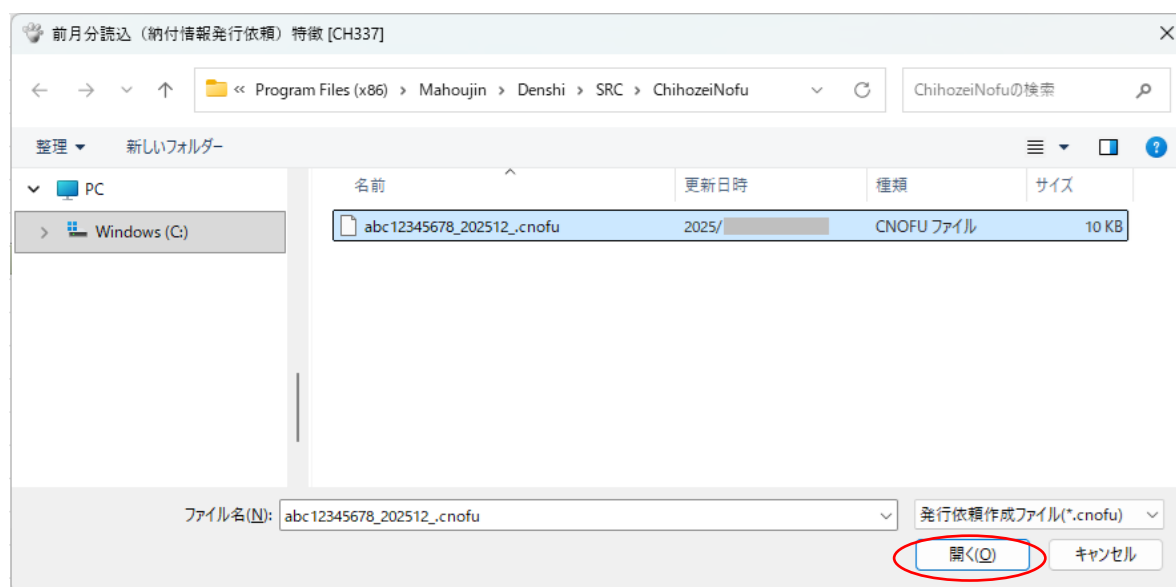 前月分読込（納付情報発行依頼）特徴 [CH337]
« Program Files (x86) › Mahoujin › Denshi › SRC › ChihozeiNofu
ChihozeiNofuの検索
整理 新しいフォルダー
PC
Windows (C:)
名前 更新日時 種類 サイズ
abc12345678_202512_.cnofu 2025/ CNOFU ファイル 10 KB
ファイル名(N): abc12345678_202512_.cnofu 発行依頼作成ファイル(*.cnofu)
開く(O) キャンセル